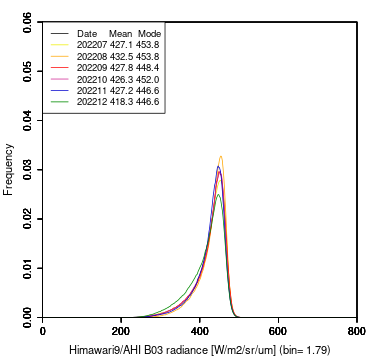 0.06
Date Mean Mode
202207 427.1 453.8
202208 432.5 453.8
202209 427.8 448.4
202210 426.3 452.0
202211 427.2 446.6
202212 418.3 446.6
0.05
0.04
0.03
0.02
0.01
0.00
Frequency
0 200 400 600 800
Himawari9/AHI B03 radiance [W/m2/sr/um] (bin= 1.79)